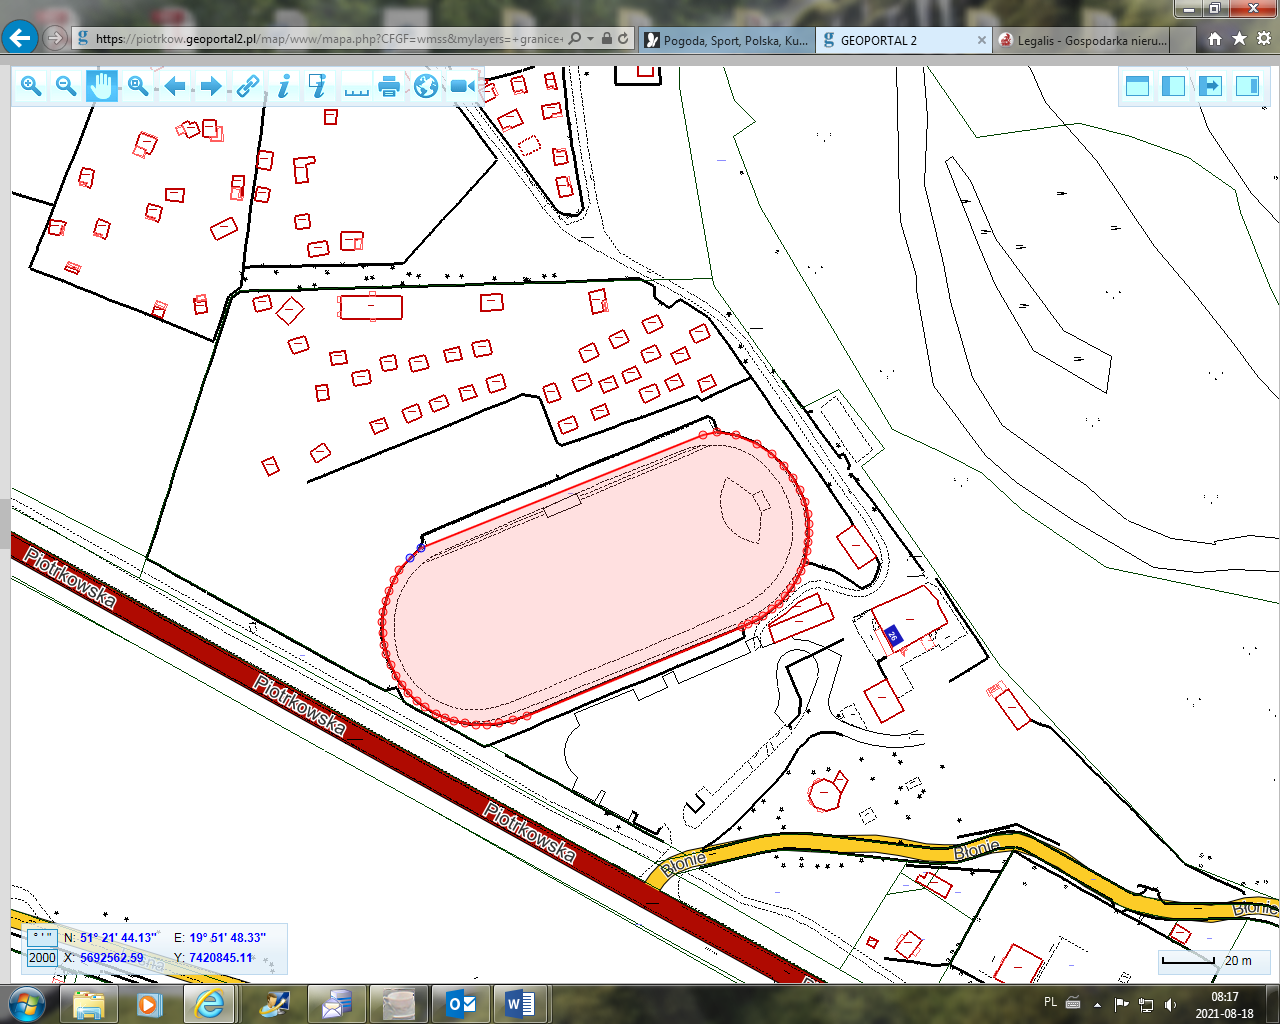 https://piotrkow.geoportal2.pl/map/www/mapa.php?CFGF=wmss&mylayers=+granice+
Pogoda, Sport, Polska, Ku...
GEOPORTAL 2
Legalis - Gospodarka nieru...
Piotrkowska
Piotrkowska
Piotrkowska
26
Błonie
Błonie
Błonie
° ' "
N: 51° 21' 44.13" E: 19° 51' 48.33"
2000
X: 5692562.59 Y: 7420845.11
20 m
PL
08:17
2021-08-18